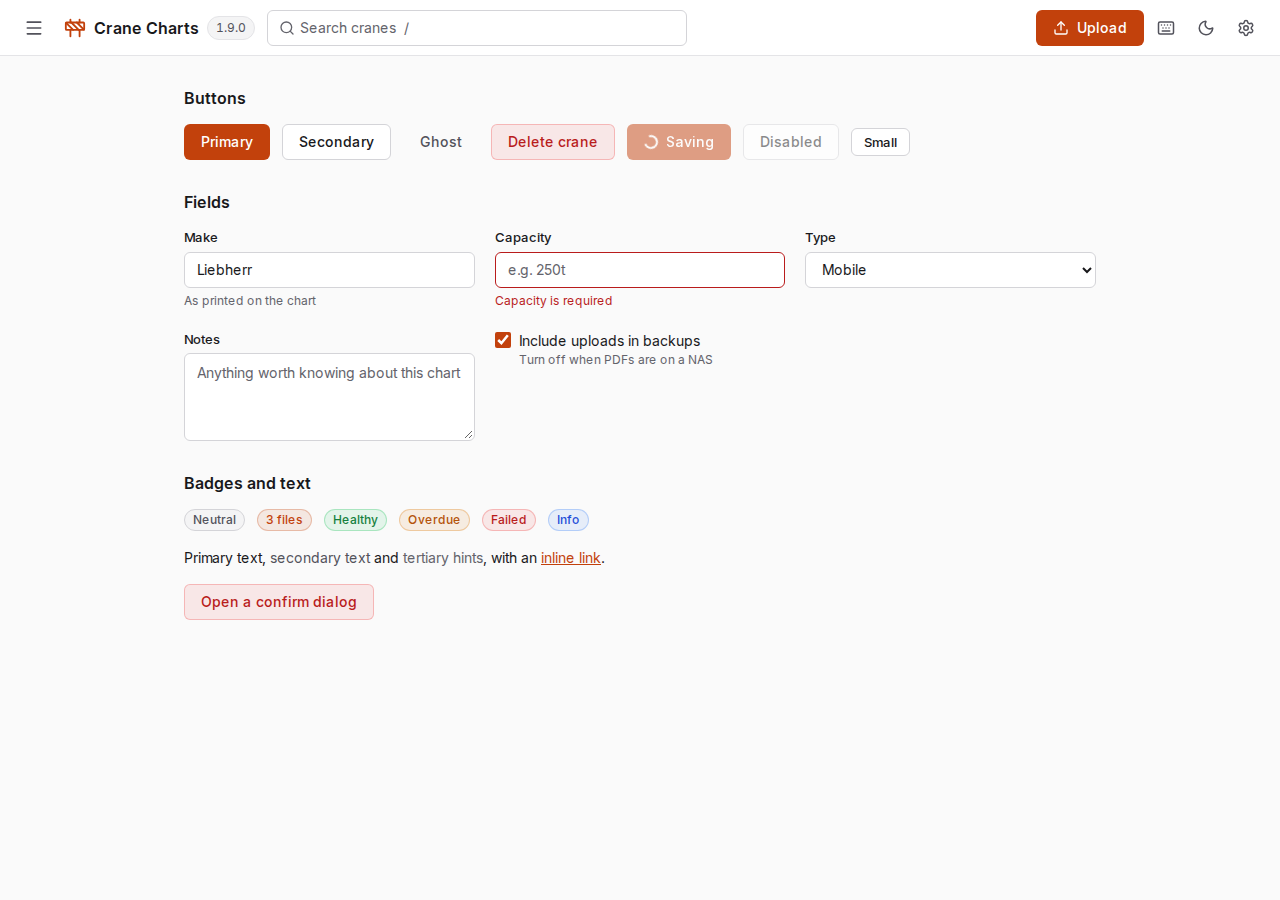 Crane Charts 1.9.0 Search cranes / Upload
Buttons
Primary Secondary Ghost Delete crane Saving Disabled Small
Fields
Make Capacity Type
Liebherr e.g. 250t Mobile
As printed on the chart Capacity is required
Notes Include uploads in backups
Turn off when PDFs are on a NAS
Anything worth knowing about this chart
Badges and text
Neutral 3 files Healthy Overdue Failed Info
Primary text, secondary text and tertiary hints, with an inline link.
Open a confirm dialog